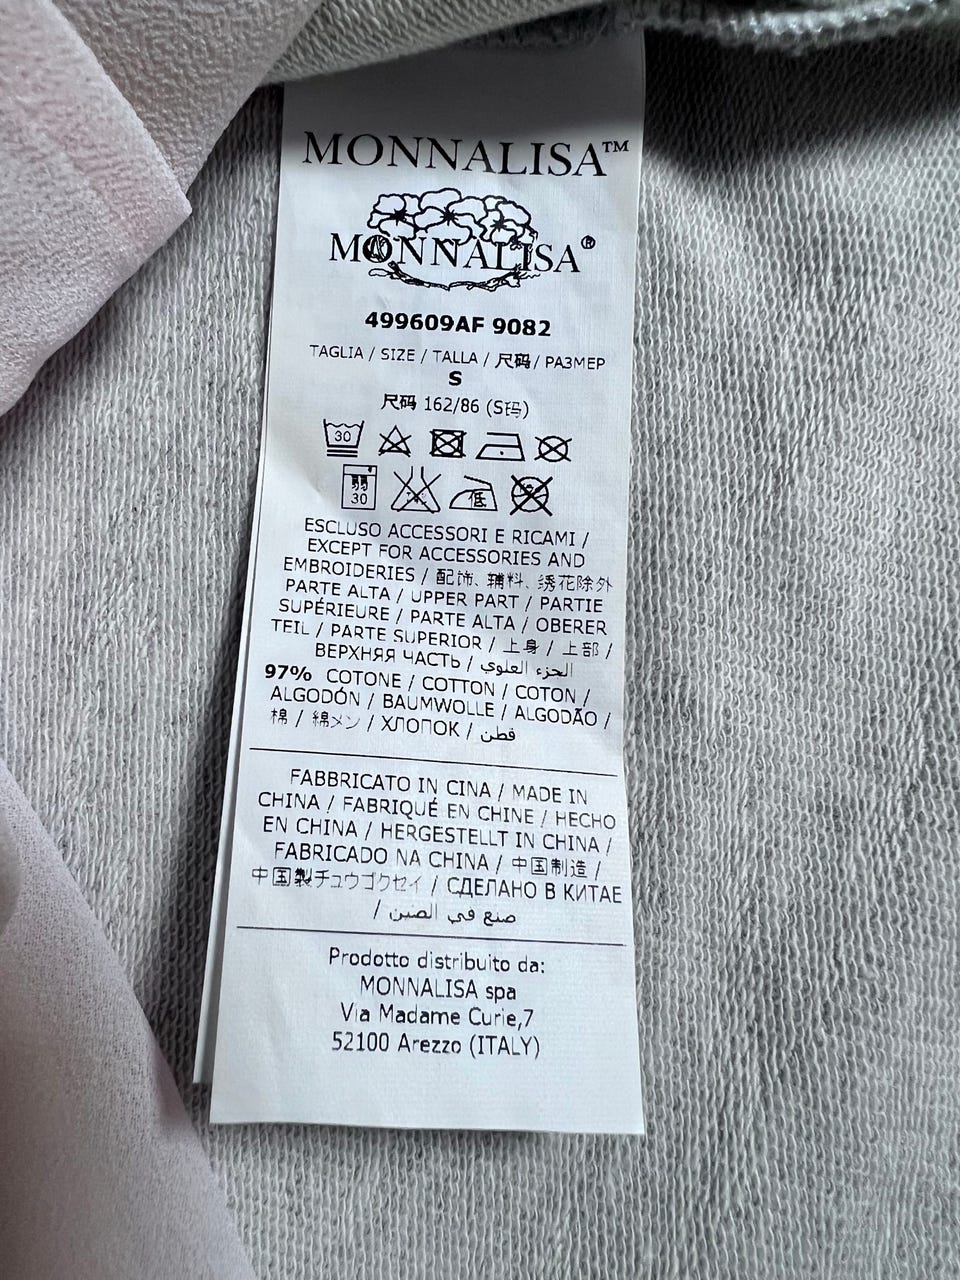 MONNALISA™
MONNALISA®
499609AF 9082
TAGLIA / SIZE / TALLA / 尺码 / РАЗМЕР
S
尺码 162/86 (S码)
30
弱
30
低
ESCLUSO ACCESSORI E RICAMI /
EXCEPT FOR ACCESSORIES AND
EMBROIDERIES / 配饰、辅料、绣花除外
PARTE ALTA / UPPER PART / PARTIE
SUPÉRIEURE / PARTE ALTA / OBERER
TEIL / PARTE SUPERIOR / 上身 / 上部 /
ВЕРХНЯЯ ЧАСТЬ / الجزء العلوي
97% COTONE / COTTON / COTON /
ALGODÓN / BAUMWOLLE / ALGODÃO /
棉 / 綿メン / ХЛОПОК / قطن
FABBRICATO IN CINA / MADE IN
CHINA / FABRIQUÉ EN CHINE / HECHO
EN CHINA / HERGESTELLT IN CHINA /
FABRICADO NA CHINA / 中国制造 /
中国製チュウゴクセイ / СДЕЛАНО В КИТАЕ
/ صنع في الصين
Prodotto distribuito da:
MONNALISA spa
Via Madame Curie,7
52100 Arezzo (ITALY)